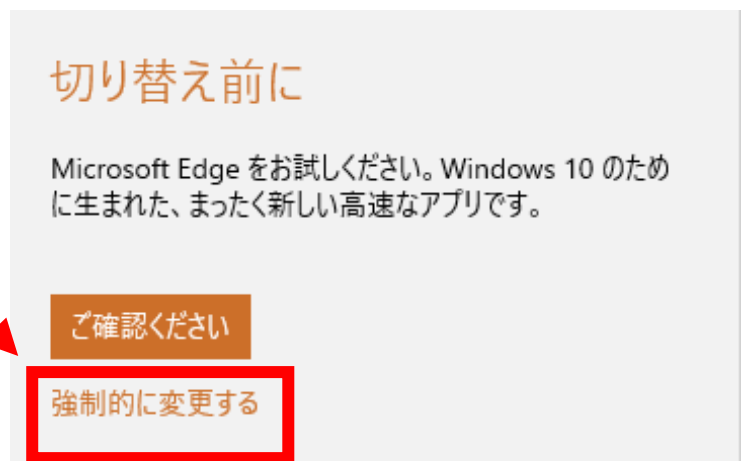 切り替え前に
Microsoft Edge をお試しください。Windows 10 のため
に生まれた、まったく新しい高速なアプリです。
ご確認ください
強制的に変更する